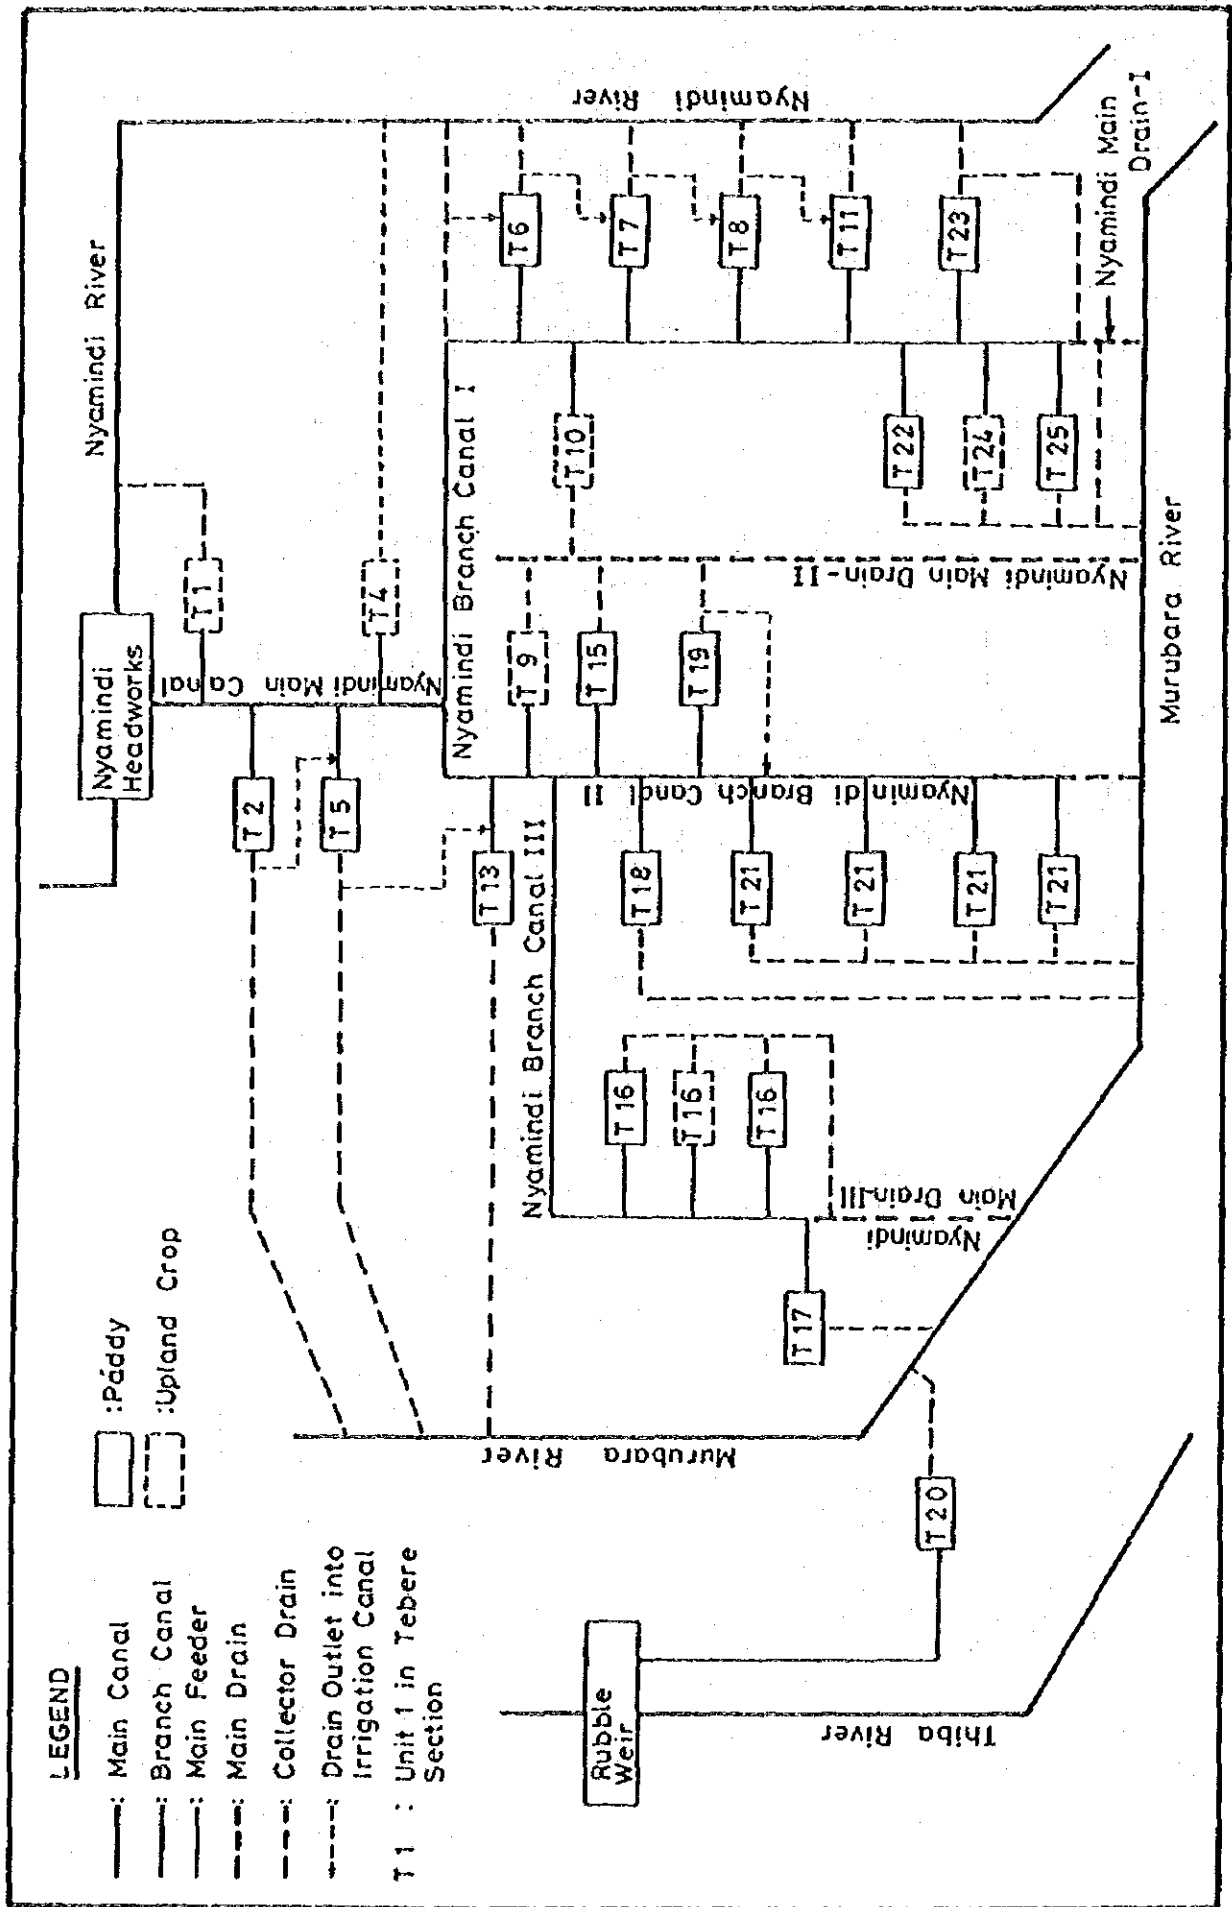 LEGEND
: Main Canal
: Branch Canal
: Main Feeder
: Main Drain
: Collector Drain
: Drain Outlet into
Irrigation Canal
T 1 : Unit 1 in Tebere
Section
:Paddy
:Upland Crop
Nyamindi
Headworks
Nyamindi River
Nyamindi River
Nyamindi Main Canal
T 1
T 2
T 5
T 4
Nyamindi Branch Canal I
T 6
T 7
T 8
T 11
T 23
T 10
T 22
T 24
T 25
Nyamindi Main
Drain-I
Nyamindi Main Drain-II
T 9
T 15
T 19
Nyamindi Branch Canal II
T 13
Nyamindi Branch Canal III
T 18
T 21
T 21
T 21
T 21
T 16
T 16
T 16
Nyamindi
Main Drain-III
T 17
Murubara River
Murubara River
T 20
Rubble
Weir
Thiba River